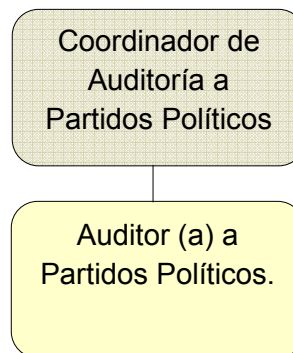 Coordinador de
Auditoría a
Partidos Políticos
Auditor (a) a
Partidos Políticos.